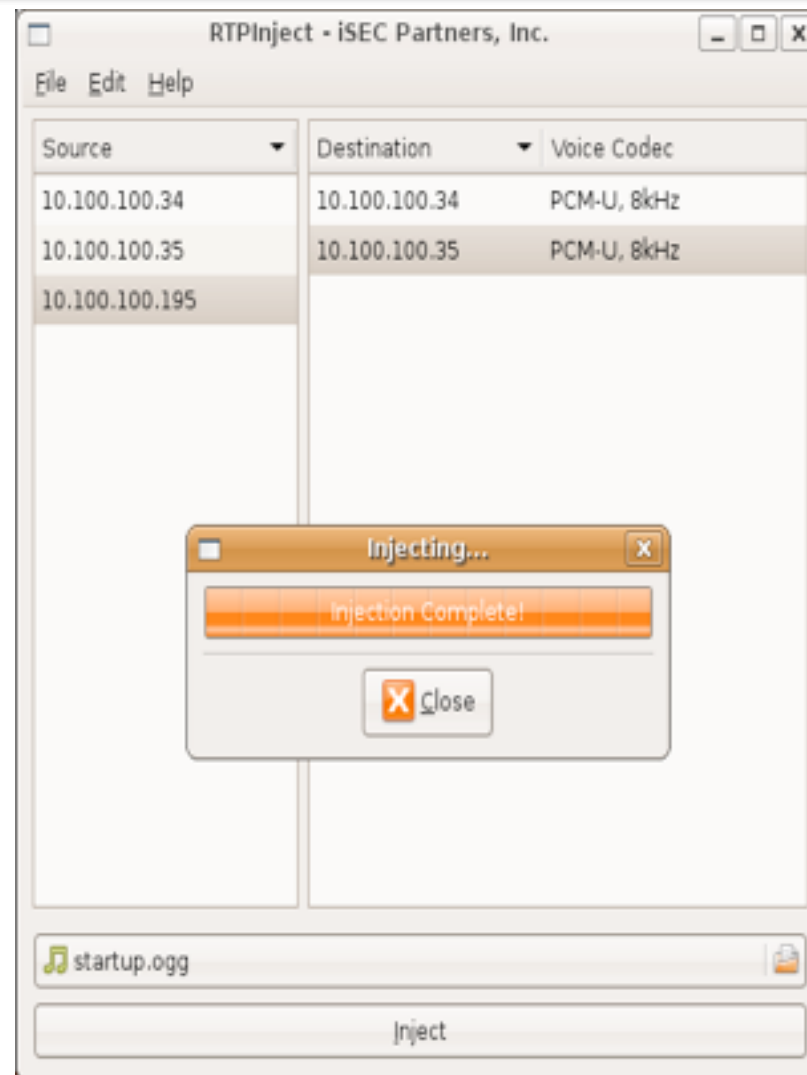 RTPInject - iSEC Partners, Inc.
File Edit Help
Source Destination Voice Codec
10.100.100.34 10.100.100.34 PCM-U, 8kHz
10.100.100.35 10.100.100.35 PCM-U, 8kHz
10.100.100.195
Injecting...
Injection Complete!
Close
startup.ogg
Inject